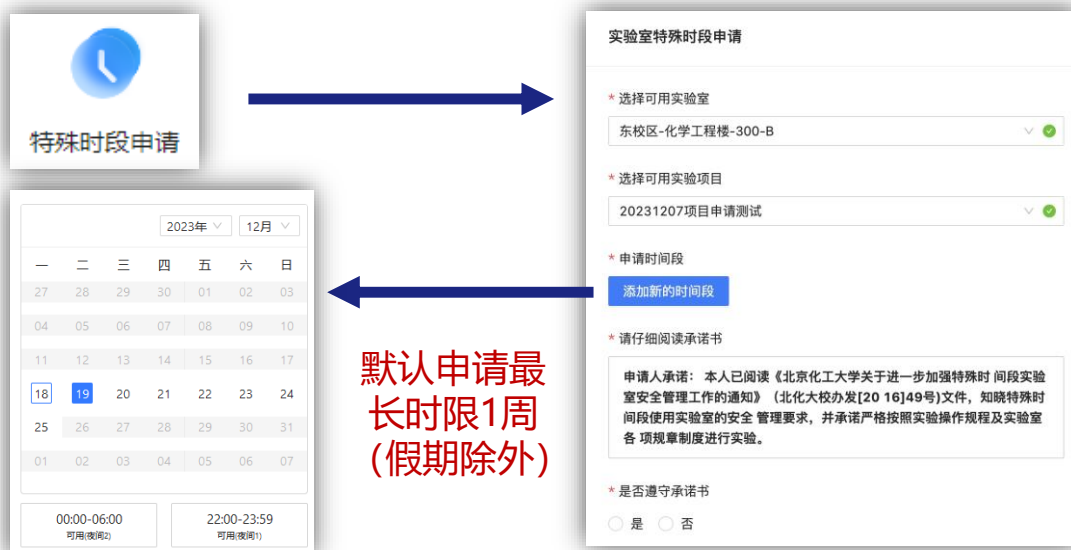 特殊时段申请
实验室特殊时段申请
* 选择可用实验室
东校区-化学工程楼-300-B
* 选择可用实验项目
20231207项目申请测试
* 申请时间段
添加新的时间段
* 请仔细阅读承诺书
申请人承诺： 本人已阅读《北京化工大学关于进一步加强特殊时 间段实验
室安全管理工作的通知》（北化大校办发[20 16]49号)文件，知晓特殊时
间段使用实验室的安全 管理要求，并承诺严格按照实验操作规程及实验室
各 项规章制度进行实验。
* 是否遵守承诺书
是 否
2023年 12月
一 二 三 四 五 六 日
27 28 29 30 01 02 03
04 05 06 07 08 09 10
11 12 13 14 15 16 17
18 19 20 21 22 23 24
25 26 27 28 29 30 31
01 02 03 04 05 06 07
00:00-06:00 22:00-23:59
可用(夜间2) 可用(夜间1)
默认申请最
长时限1周
（假期除外）